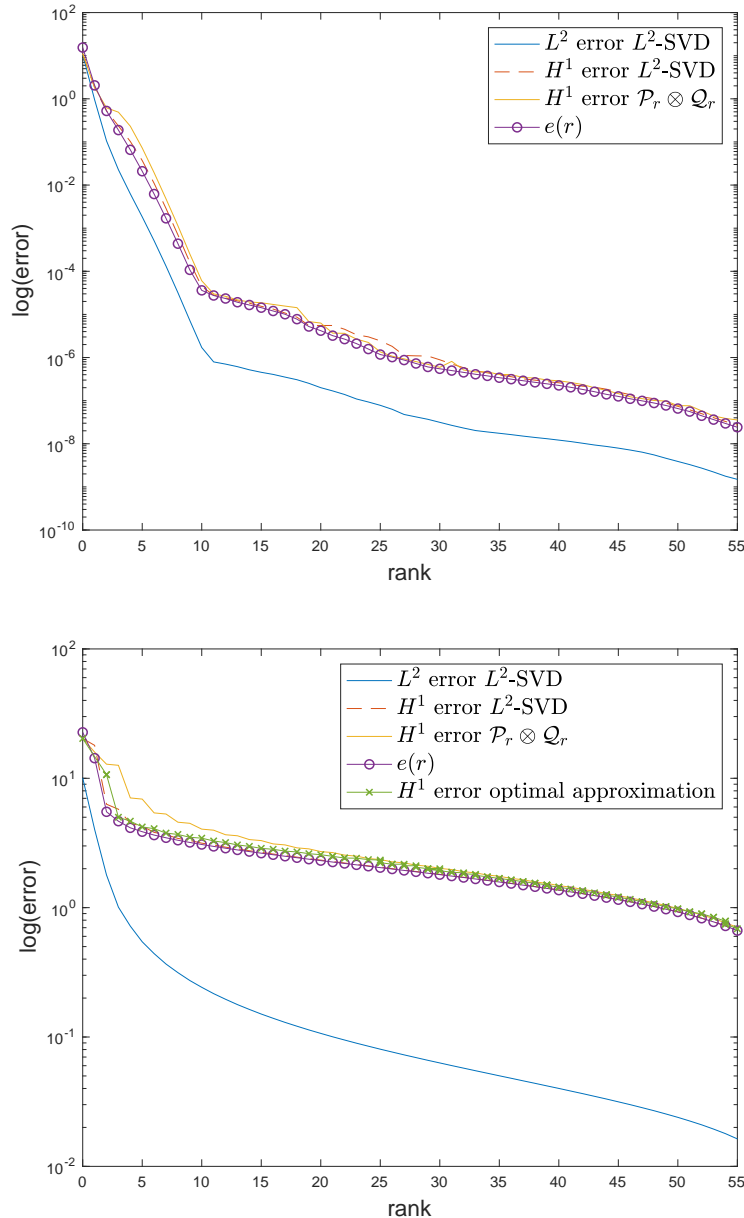 10^2
10^0
10^-2
10^-4
10^-6
10^-8
10^-10
log(error)
L^2 error L^2-SVD
H^1 error L^2-SVD
H^1 error 𝒫_r ⊗ 𝒬_r
e(r)
0 5 10 15 20 25 30 35 40 45 50 55
rank
10^2
10^1
10^0
10^-1
10^-2
log(error)
L^2 error L^2-SVD
H^1 error L^2-SVD
H^1 error 𝒫_r ⊗ 𝒬_r
e(r)
H^1 error optimal approximation
0 5 10 15 20 25 30 35 40 45 50 55
rank